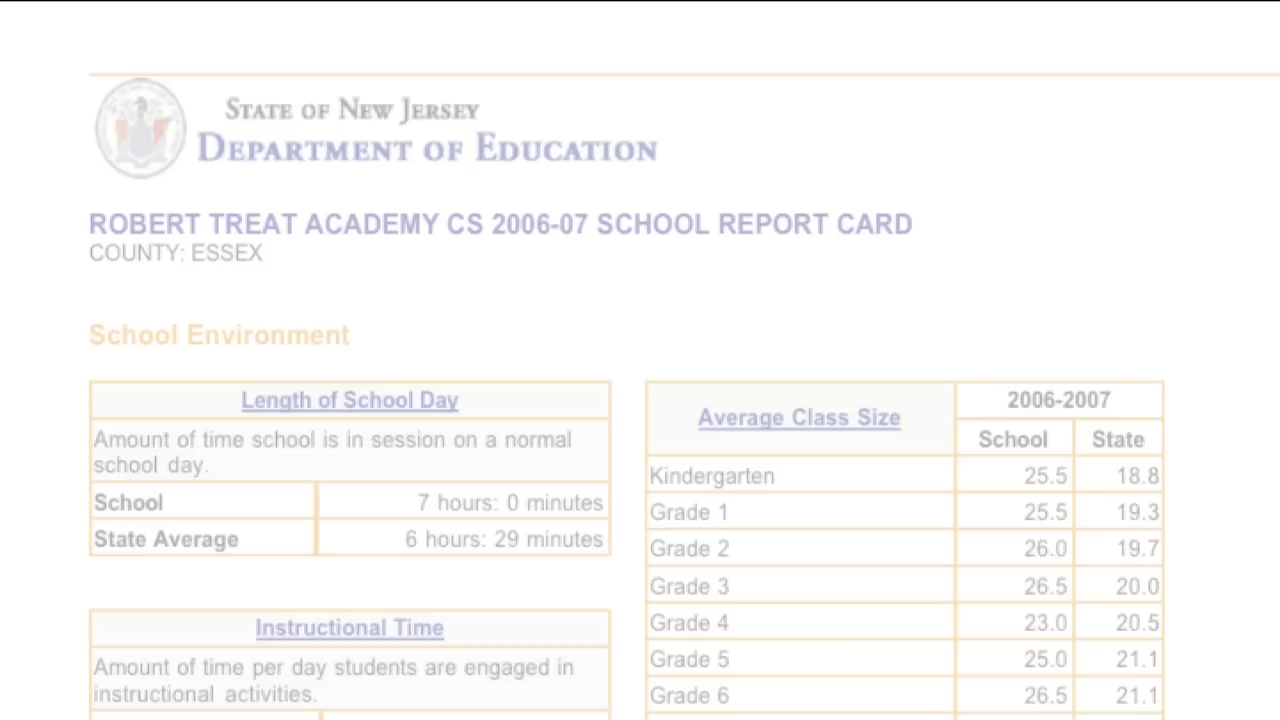 STATE OF NEW JERSEY
DEPARTMENT OF EDUCATION
ROBERT TREAT ACADEMY CS 2006-07 SCHOOL REPORT CARD
COUNTY: ESSEX
School Environment
Length of School Day
Amount of time school is in session on a normal
school day.
School 7 hours: 0 minutes
State Average 6 hours: 29 minutes
Instructional Time
Amount of time per day students are engaged in
instructional activities.
Average Class Size 2006-2007
School State
Kindergarten 25.5 18.8
Grade 1 25.5 19.3
Grade 2 26.0 19.7
Grade 3 26.5 20.0
Grade 4 23.0 20.5
Grade 5 25.0 21.1
Grade 6 26.5 21.1